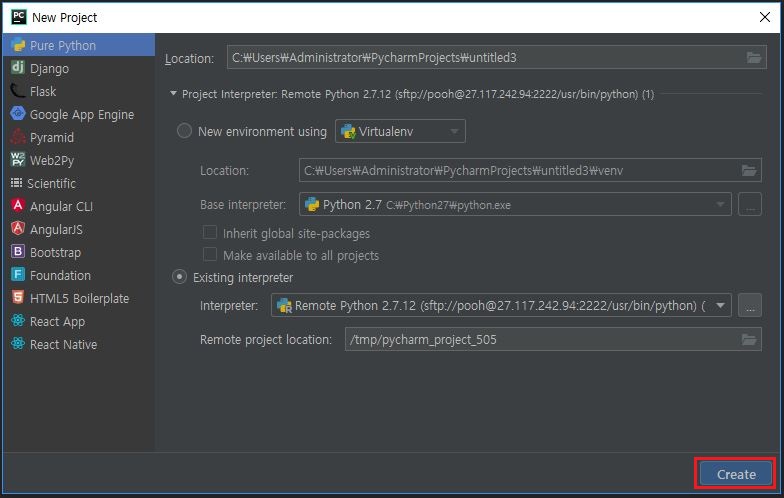 New Project
Pure Python
Django
Flask
Google App Engine
Pyramid
Web2Py
Scientific
Angular CLI
AngularJS
Bootstrap
Foundation
HTML5 Boilerplate
React App
React Native
Location: C:₩Users₩Administrator₩PycharmProjects₩untitled3
Project Interpreter: Remote Python 2.7.12 (sftp://pooh@27.117.242.94:2222/usr/bin/python) (1)
New environment using Virtualenv
Location: C:₩Users₩Administrator₩PycharmProjects₩untitled3₩venv
Base interpreter: Python 2.7 C:₩Python27₩python.exe ...
Inherit global site-packages
Make available to all projects
Existing interpreter
Interpreter: Remote Python 2.7.12 (sftp://pooh@27.117.242.94:2222/usr/bin/python) ( ...
Remote project location: /tmp/pycharm_project_505
Create